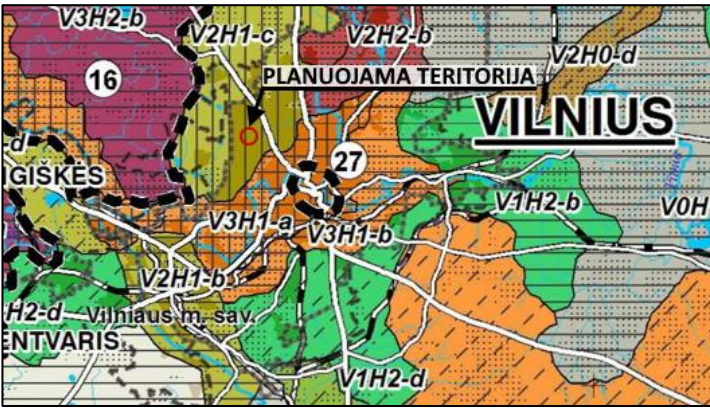 V3H2-b
V2H1-c
V2H2-b
V2H0-d
16
PLANUOJAMA TERITORIJA
VILNIUS
-d
27
IGIŠKĖS
V3H1-a
V3H1-b
V1H2-b
V0H
V2H1-b
H2-d
Vilniaus m. sav.
ENTVARIS
V1H2-d